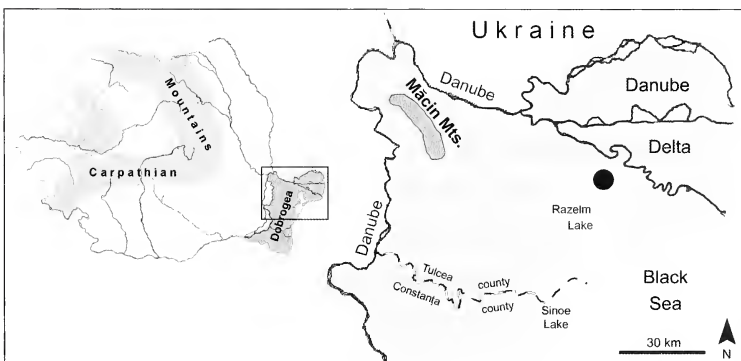 Mountains
Carpathian
Dobrogea
Ukraine
Danube
Măcin Mts.
Danube
Delta
Razelm
Lake
Danube
Tulcea county
Constanţa county
Sinoe
Lake
Black
Sea
30 km
N